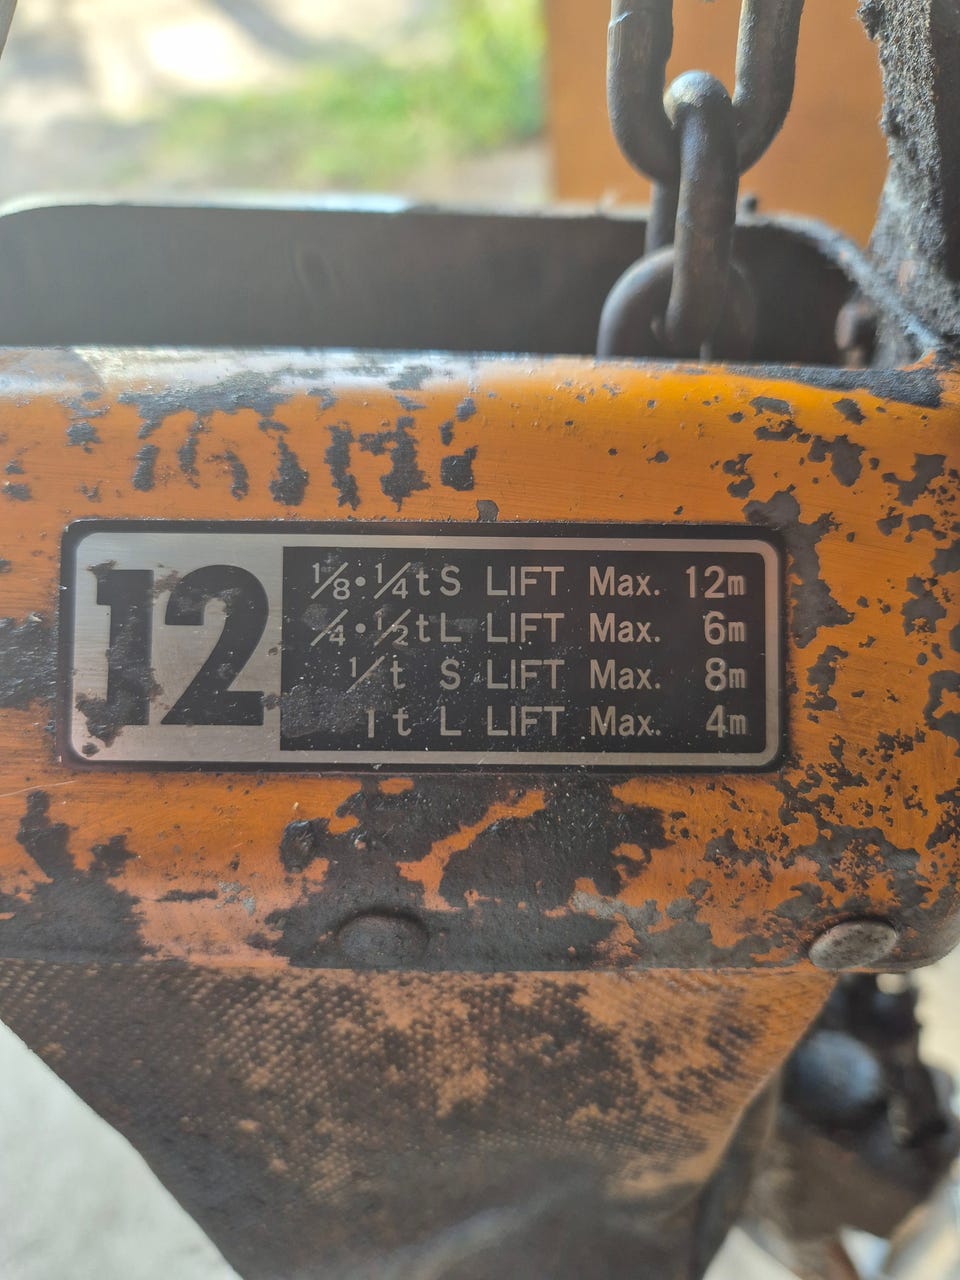 12
1/8・1/4t S LIFT Max. 12m
/4・1/2t L LIFT Max. 6m
1/ t S LIFT Max. 8m
1 t L LIFT Max. 4m